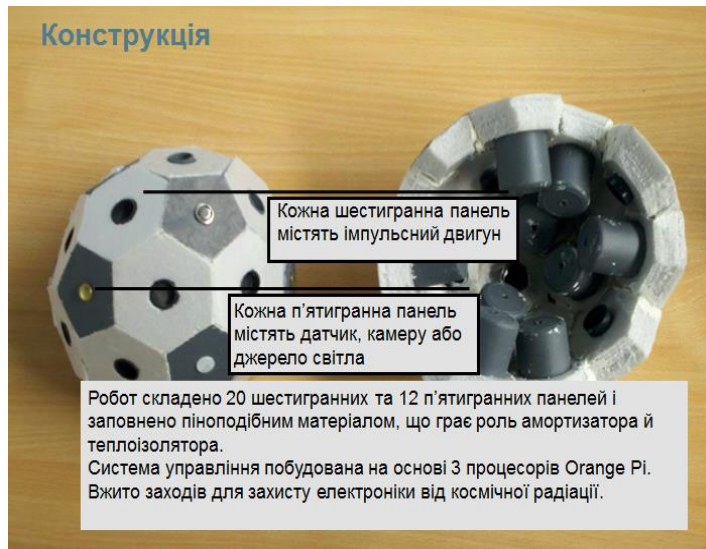 Конструкція
Кожна шестигранна панель
містять імпульсний двигун
Кожна п’ятигранна панель
містять датчик, камеру або
джерело світла
Робот складено 20 шестигранних та 12 п’ятигранних панелей і
заповнено піноподібним матеріалом, що грає роль амортизатора й
теплоізолятора.
Система управління побудована на основі 3 процесорів Orange Pi.
Вжито заходів для захисту електроніки від космічної радіації.